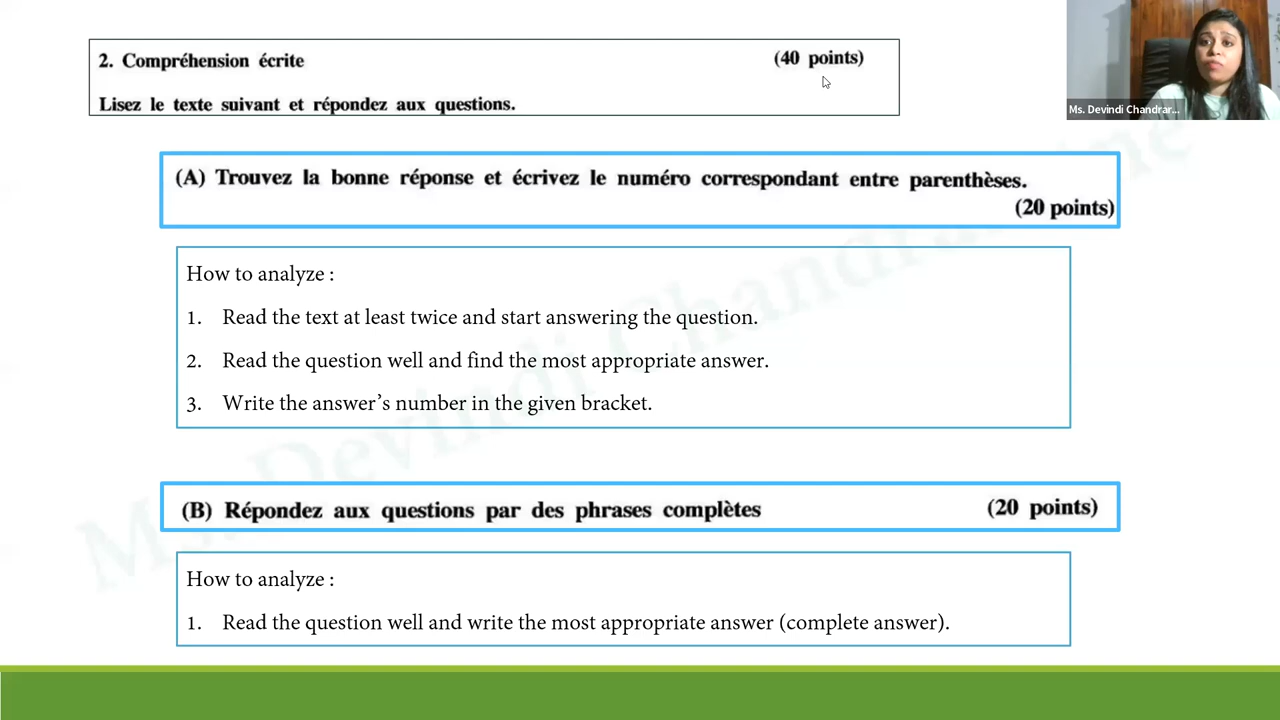 2. Compréhension écrite (40 points)
Lisez le texte suivant et répondez aux questions.
Ms. Devindi Chandrar...
(A) Trouvez la bonne réponse et écrivez le numéro correspondant entre parenthèses.
(20 points)
How to analyze :
1. Read the text at least twice and start answering the question.
2. Read the question well and find the most appropriate answer.
3. Write the answer’s number in the given bracket.
(B) Répondez aux questions par des phrases complètes (20 points)
How to analyze :
1. Read the question well and write the most appropriate answer (complete answer).